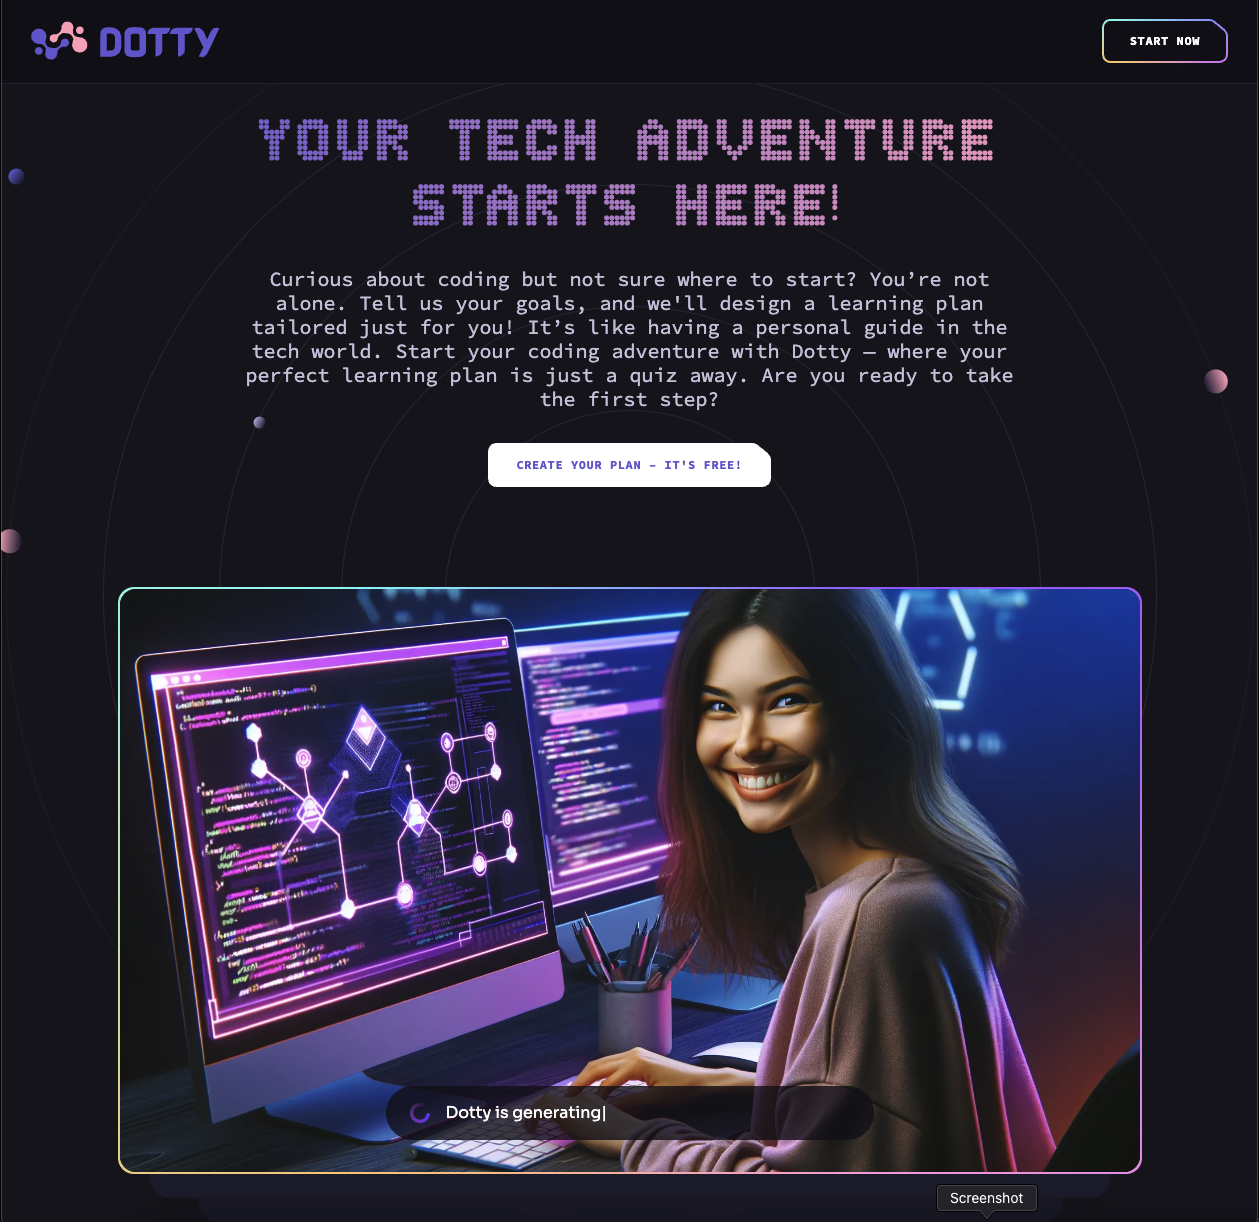 DOTTY
START NOW
YOUR TECH ADVENTURE
STARTS HERE!
Curious about coding but not sure where to start? You’re not
alone. Tell us your goals, and we'll design a learning plan
tailored just for you! It’s like having a personal guide in the
tech world. Start your coding adventure with Dotty – where your
perfect learning plan is just a quiz away. Are you ready to take
the first step?
CREATE YOUR PLAN – IT'S FREE!
Dotty is generating|
Screenshot